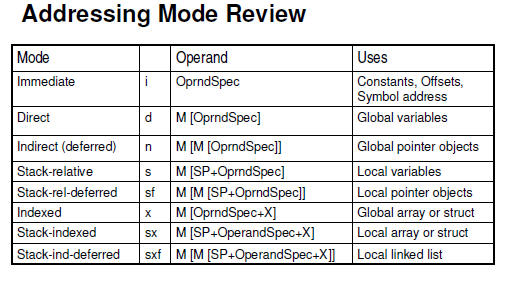 Addressing Mode Review
Mode Operand Uses
Immediate i OprndSpec Constants, Offsets,
Symbol address
Direct d M [OprndSpec] Global variables
Indirect (deferred) n M [M [OprndSpec]] Global pointer objects
Stack-relative s M [SP+OprndSpec] Local variables
Stack-rel-deferred sf M [M [SP+OprndSpec]] Local pointer objects
Indexed x M [OprndSpec+X] Global array or struct
Stack-indexed sx M [SP+OperandSpec+X] Local array or struct
Stack-ind-deferred sxf M [M [SP+OperandSpec+X]] Local linked list